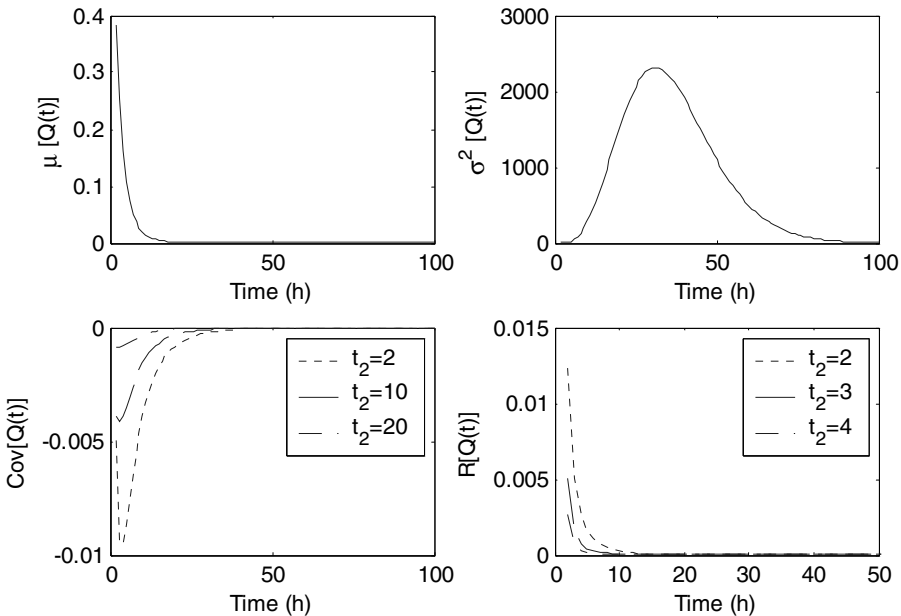 0.4
0.3
0.2
0.1
0
μ [Q(t)]
0
50
100
Time (h)
3000
2000
1000
0
σ² [Q(t)]
0
50
100
Time (h)
0
-0.005
-0.01
Cov[Q(t)]
t₂=2
t₂=10
t₂=20
0
50
100
Time (h)
0.015
0.01
0.005
0
R[Q(t)]
t₂=2
t₂=3
t₂=4
0
10
20
30
40
50
Time (h)